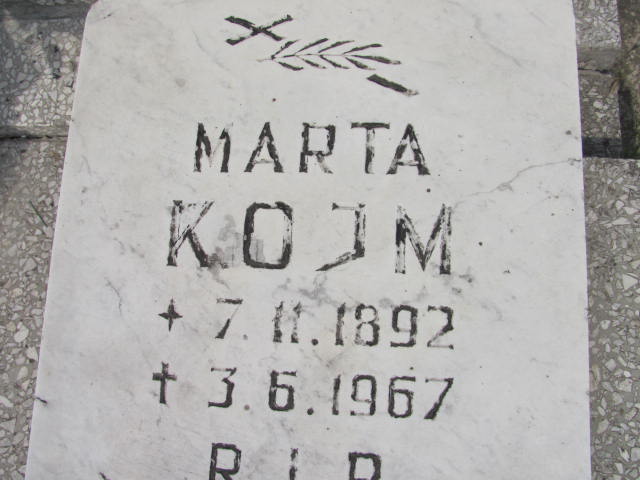 MARTA
KOJM
+ 7.11.1892
† 3.6.1967
R I P